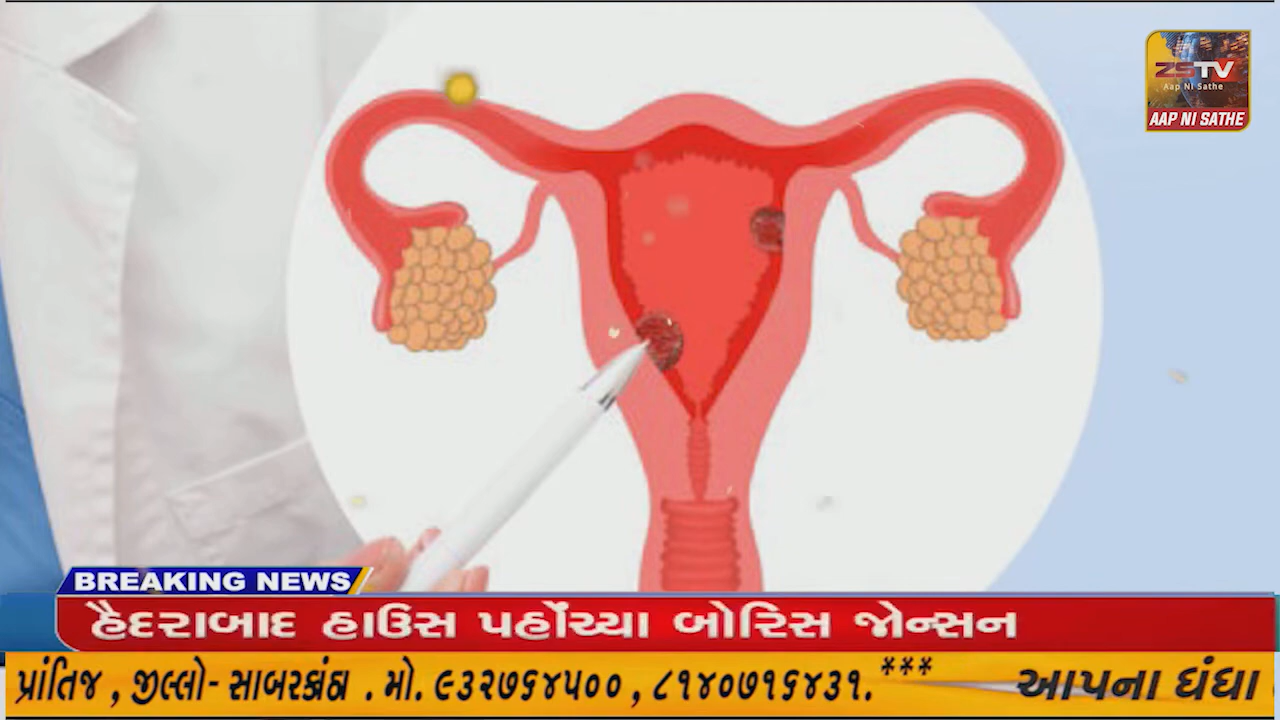 ZSTV
Aap Ni Sathe
AAP NI SATHE
BREAKING NEWS
હૈદરાબાદ હાઉસ પહોંચ્યા બોરિસ જોન્સન
પ્રાંતિજ , જીલ્લો- સાબરકાંઠા . મો. ૯૩૨૭૬૪૫૦૦ , ૮૧૪૦૭૧૬૪૩૧.*** આપના ધંધા